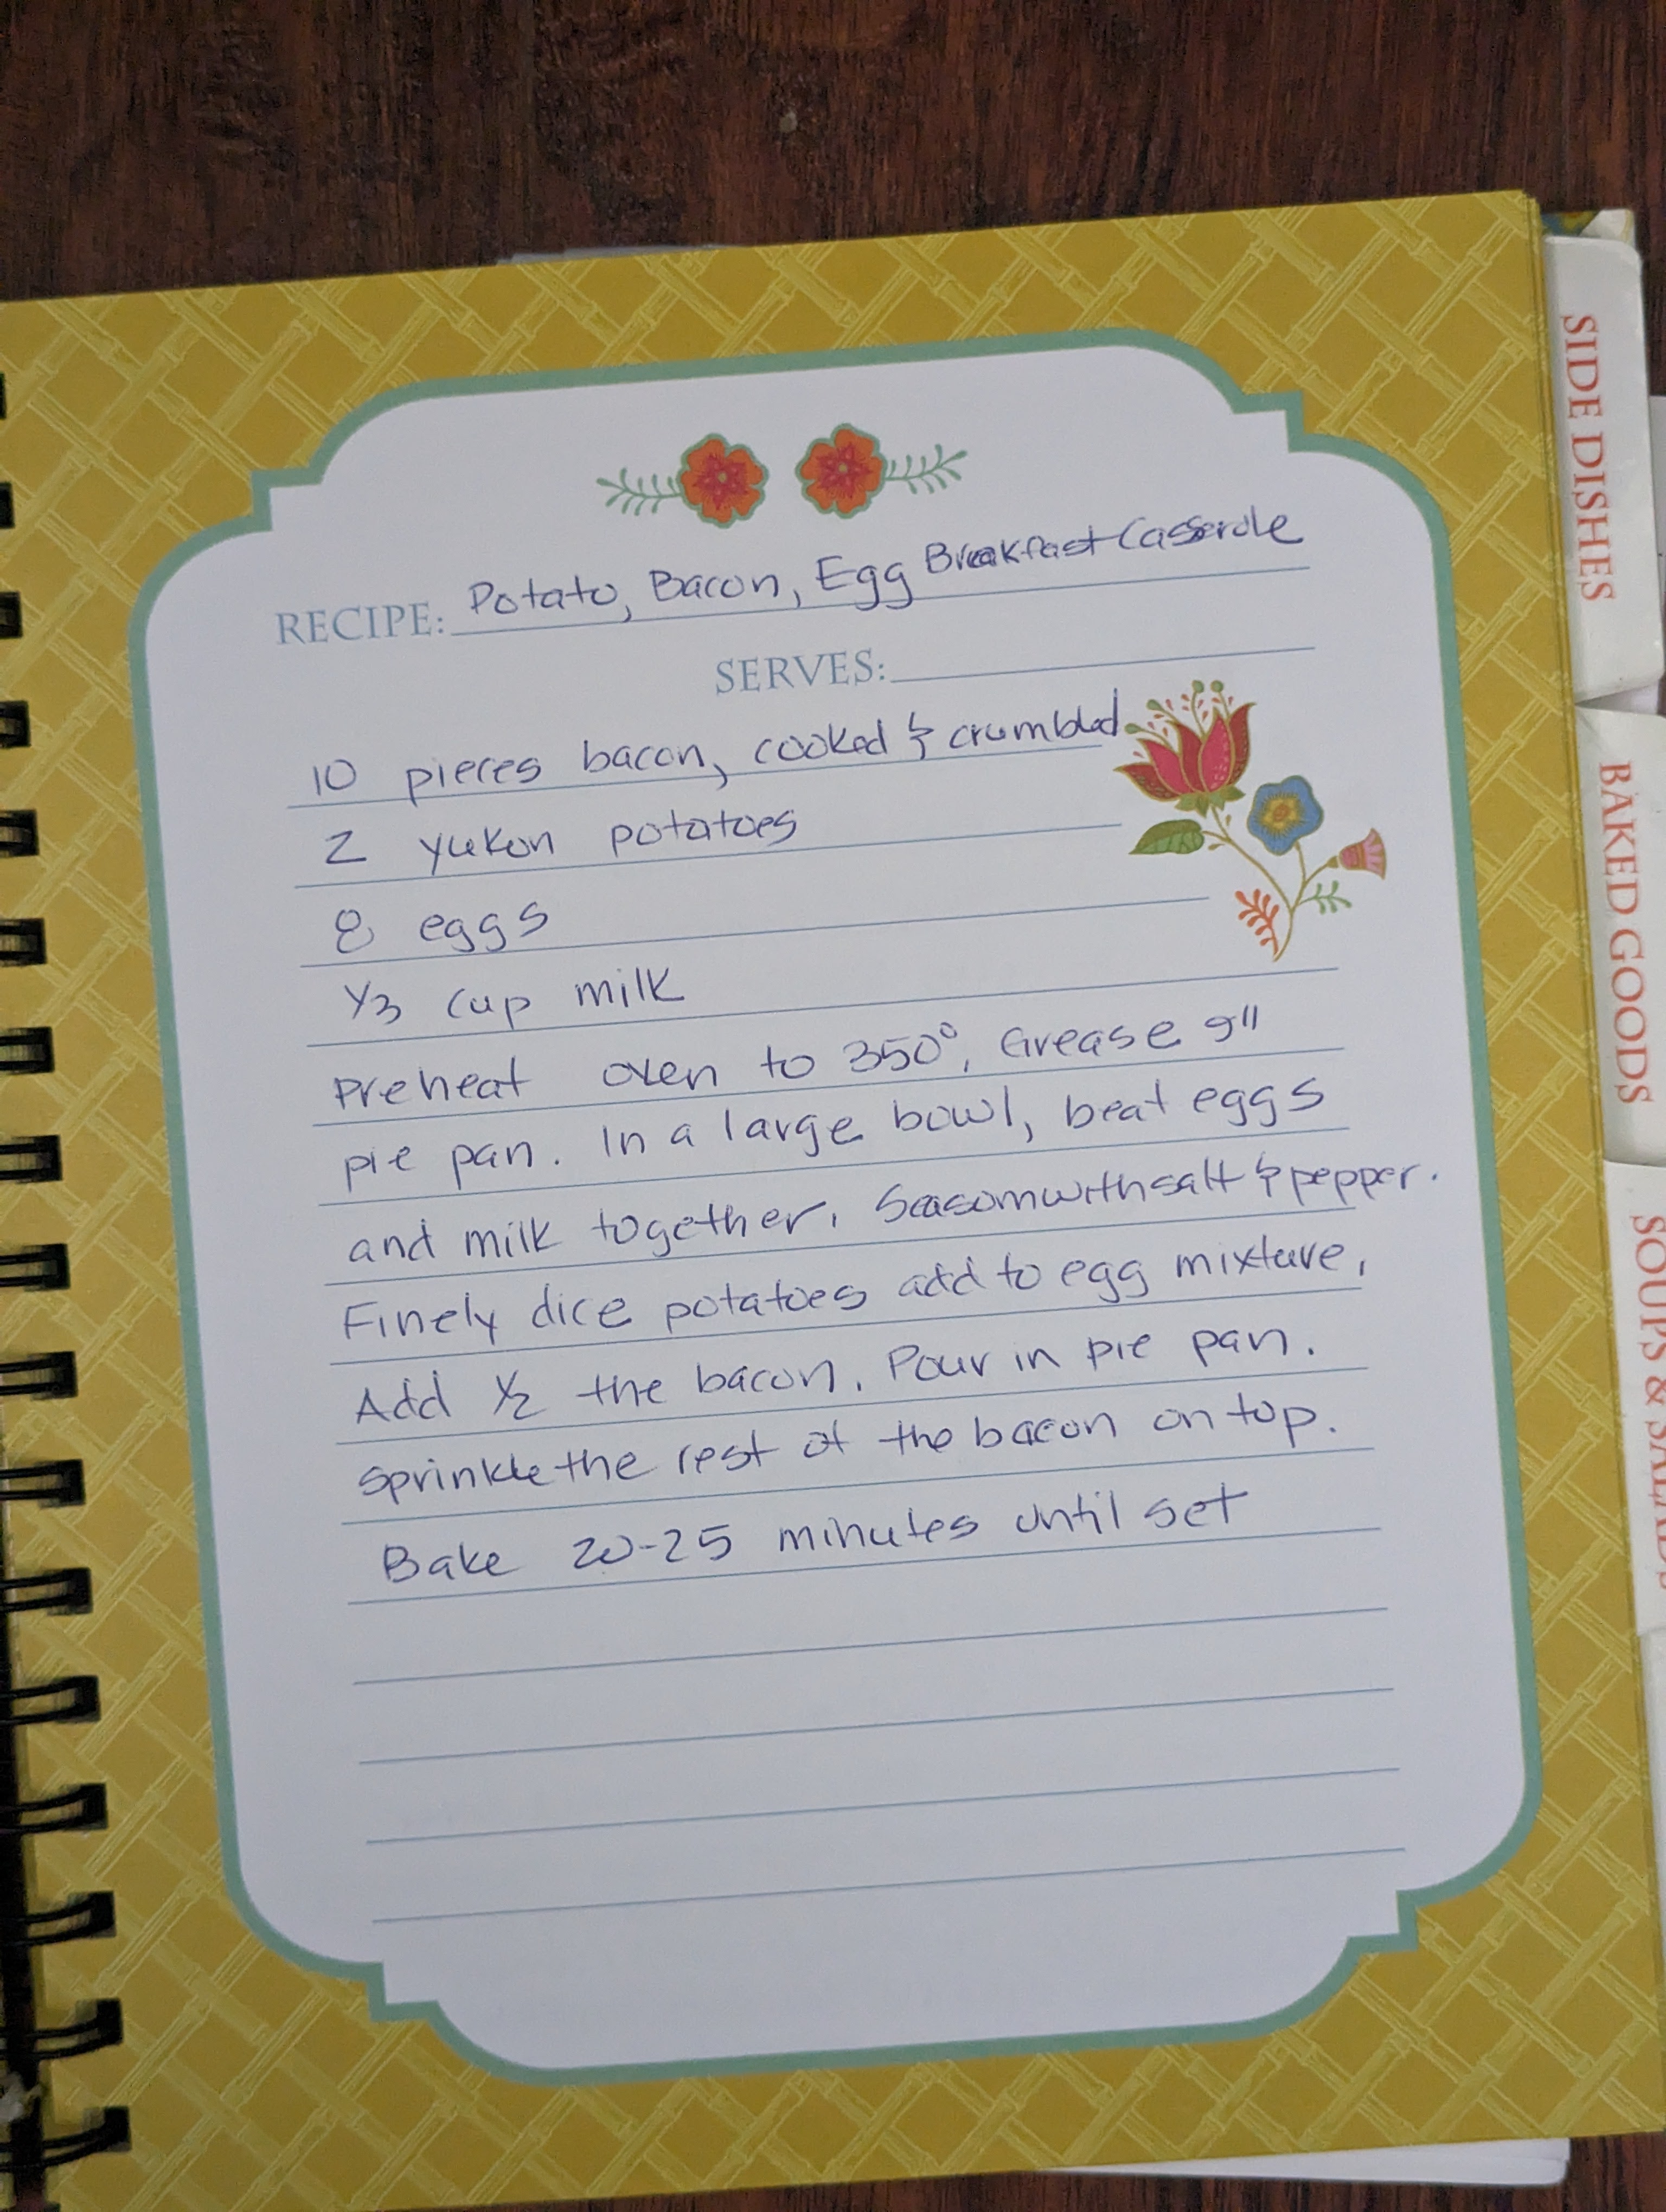 RECIPE: Potato, Bacon, Egg Breakfast Casserole
SERVES:
10 pieces bacon, cooked & crumbled
2 yukon potatoes
8 eggs
1/3 cup milk
Preheat oven to 350°, Grease 9"
pie pan. In a large bowl, beat eggs
and milk together. Season with salt & pepper.
Finely dice potatoes add to egg mixture.
Add 1/2 the bacon. Pour in pie pan.
Sprinkle the rest of the bacon on top.
Bake 20-25 minutes until set
SIDE DISHES
BAKED GOODS
SOUPS & SALADS